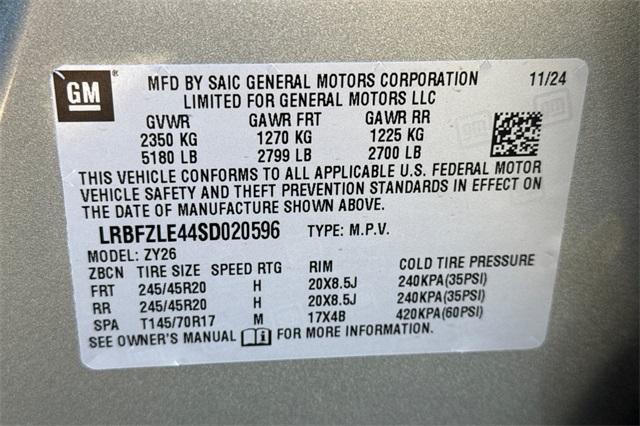 GM ® MFD BY SAIC GENERAL MOTORS CORPORATION 11/24
LIMITED FOR GENERAL MOTORS LLC
GVWR GAWR FRT GAWR RR
2350 KG 1270 KG 1225 KG
5180 LB 2799 LB 2700 LB
THIS VEHICLE CONFORMS TO ALL APPLICABLE U.S. FEDERAL MOTOR
VEHICLE SAFETY AND THEFT PREVENTION STANDARDS IN EFFECT ON
THE DATE OF MANUFACTURE SHOWN ABOVE.
LRBFZLE44SD020596 TYPE: M.P.V.
MODEL: ZY26
ZBCN TIRE SIZE SPEED RTG RIM COLD TIRE PRESSURE
FRT 245/45R20 H 20X8.5J 240KPA(35PSI)
RR 245/45R20 H 20X8.5J 240KPA(35PSI)
SPA T145/70R17 M 17X4B 420KPA(60PSI)
SEE OWNER'S MANUAL i FOR MORE INFORMATION.